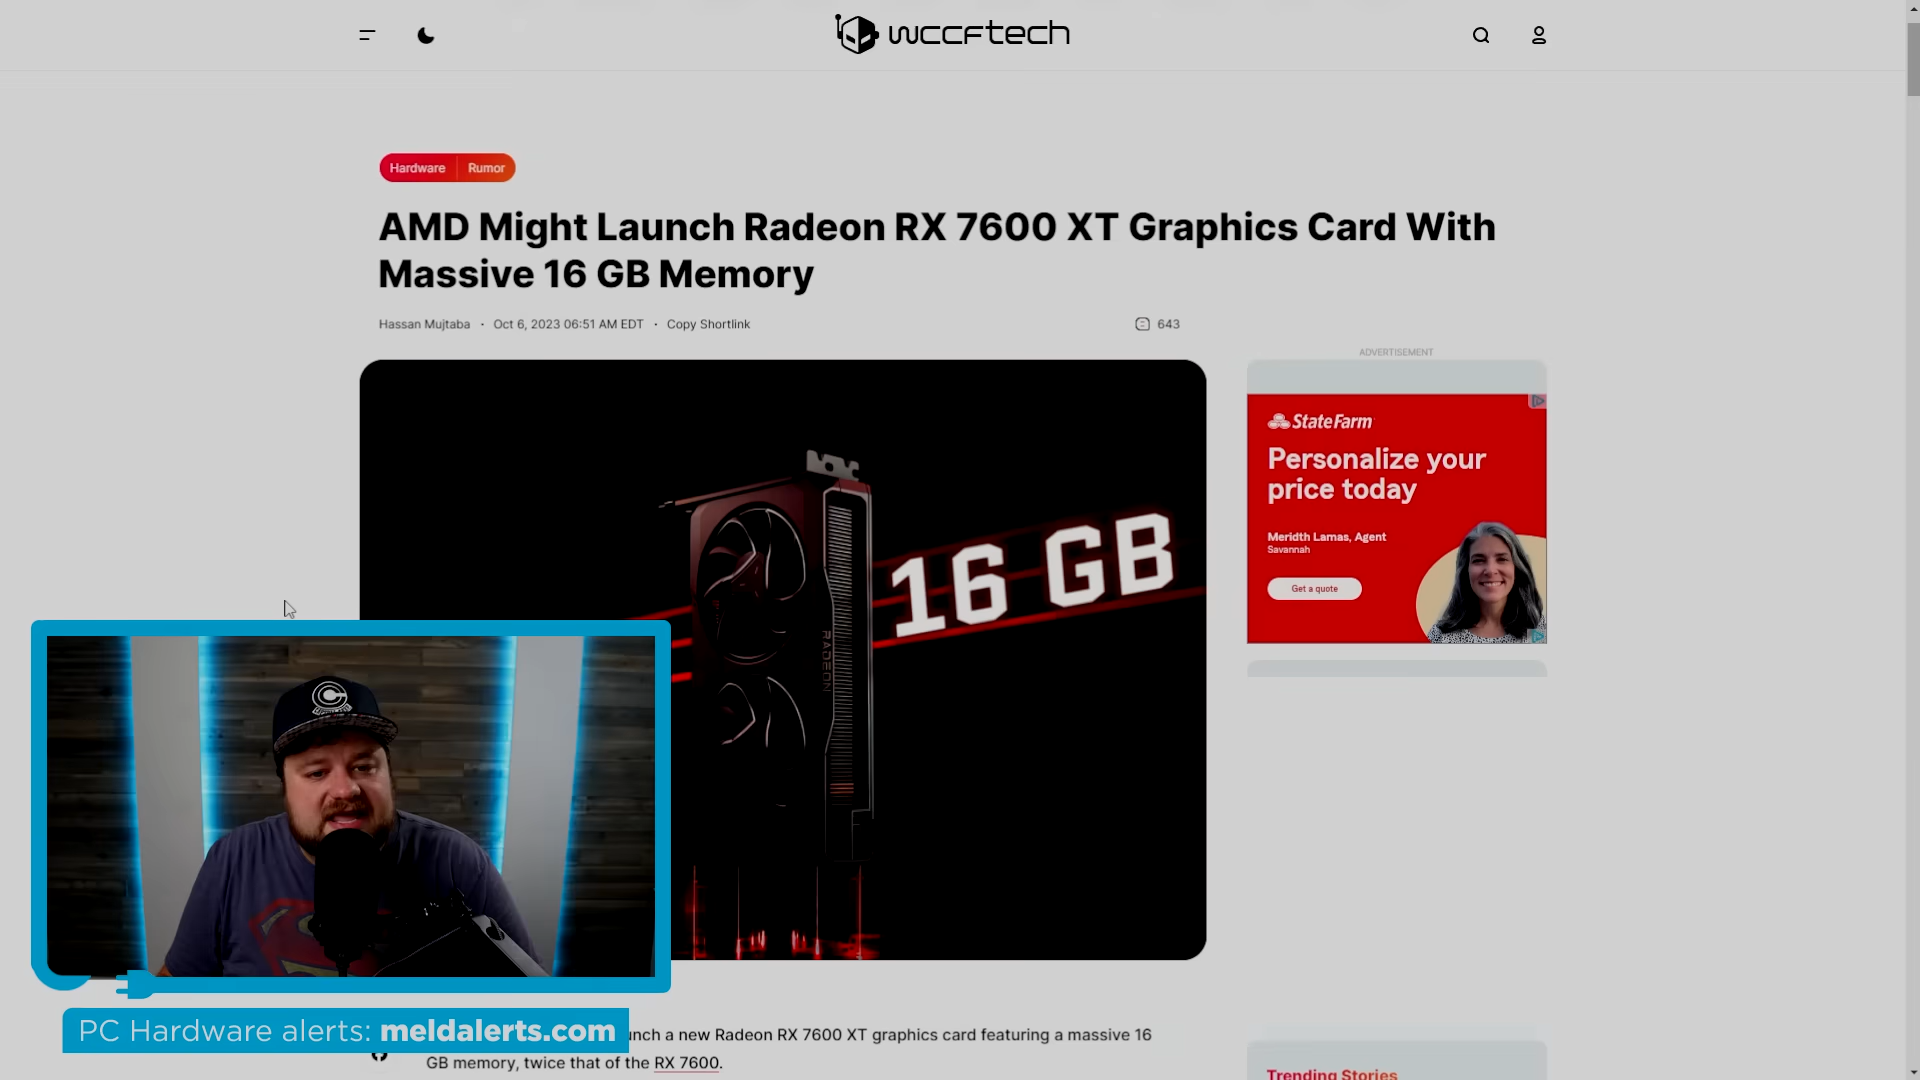 wccftech
Hardware Rumor
AMD Might Launch Radeon RX 7600 XT Graphics Card With
Massive 16 GB Memory
Hassan Mujtaba • Oct 6, 2023 06:51 AM EDT • Copy Shortlink
643
ADVERTISEMENT
StateFarm
Personalize your
price today
Meridth Lamas, Agent
Savannah
Get a quote
16 GB
RADEON
PC Hardware alerts: meldalerts.com
unch a new Radeon RX 7600 XT graphics card featuring a massive 16
GB memory, twice that of the RX 7600.
Trending Stories